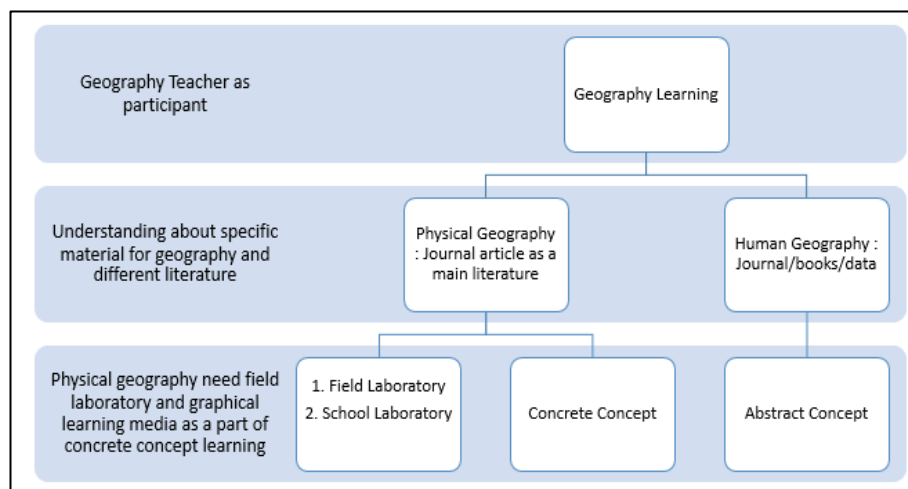 Geography Teacher as
participant
Geography Learning
Understanding about specific
material for geography and
different literature
Physical Geography
: Journal article as a
main literature
Human Geography :
Journal/books/data
Physical geography need field
laboratory and graphical
learning media as a part of
concrete concept learning
1. Field Laboratory
2. School Laboratory
Concrete Concept
Abstract Concept